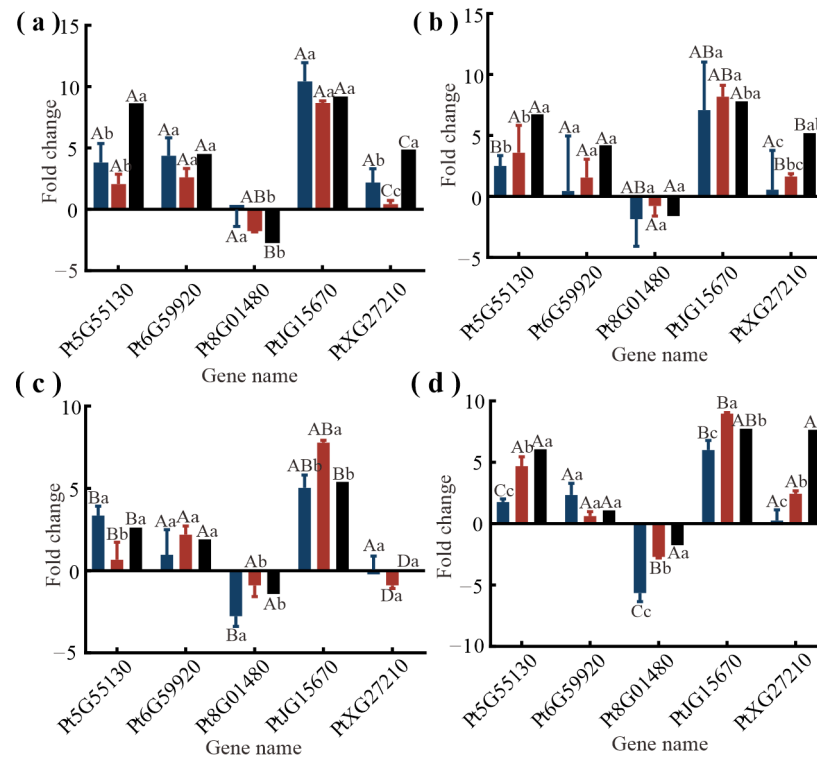 ( a )
15
10
5
0
−5
Fold change
Ab
Ab
Aa
Aa
Aa
Aa
Aa
ABb
Bb
Aa
Aa
Aa
Ab
Cc
Ca
Pt5G55130
Pt6G59920
Pt8G01480
PtJG15670
PtXG27210
Gene name
( b )
15
10
5
0
−5
Fold change
Bb
Ab
Aa
Aa
Aa
Aa
ABa
Aa
Aa
ABa
ABa
Aba
Ac
Bbc
Bab
Pt5G55130
Pt6G59920
Pt8G01480
PtJG15670
PtXG27210
Gene name
( c )
10
5
0
−5
Fold change
Ba
Bb
Ba
Aa
Aa
Aa
Ba
Ab
Ab
ABb
ABa
Bb
Aa
Da
Da
Pt5G55130
Pt6G59920
Pt8G01480
PtJG15670
PtXG27210
Gene name
( d )
10
5
0
−5
−10
Fold change
Cc
Ab
Aa
Aa
Aa
Aa
Cc
Bb
Aa
Bc
Ba
ABb
Ac
Ab
Pt5G55130
Pt6G59920
Pt8G01480
PtJG15670
PtXG27210
Gene name